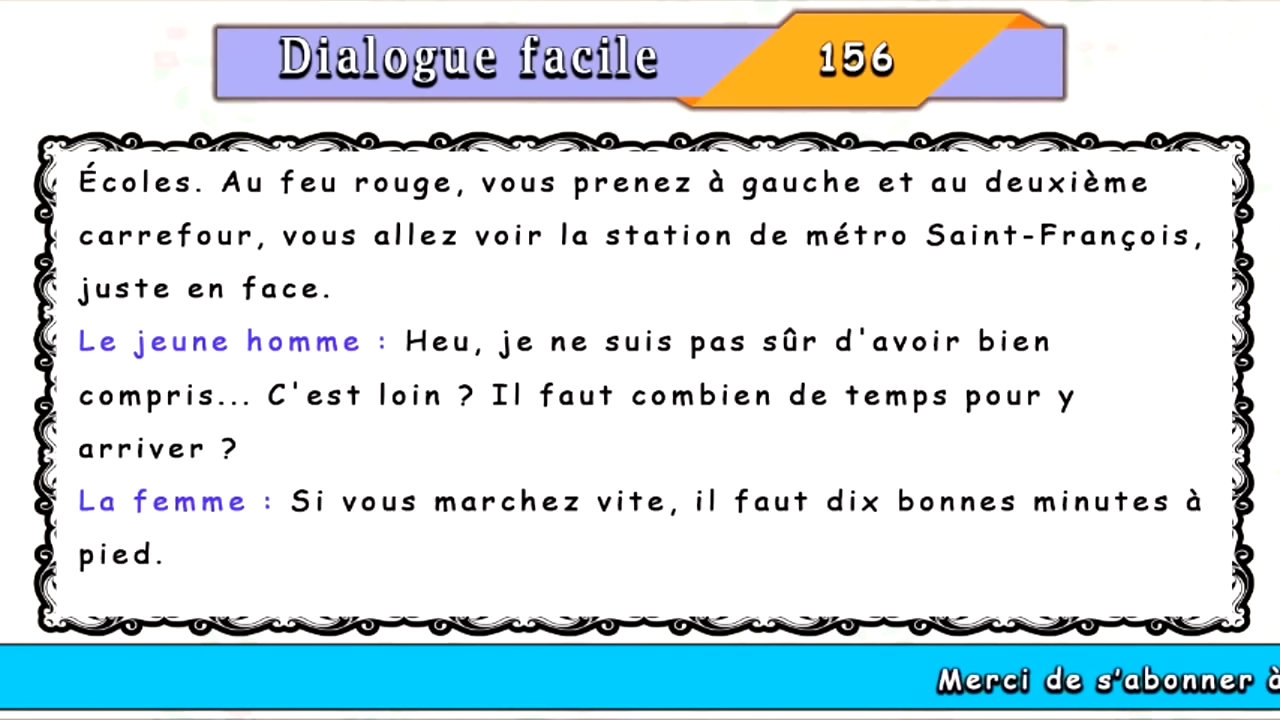 Dialogue facile
156
Écoles. Au feu rouge, vous prenez à gauche et au deuxième
carrefour, vous allez voir la station de métro Saint-François,
juste en face.
Le jeune homme : Heu, je ne suis pas sûr d'avoir bien
compris... C'est loin ? Il faut combien de temps pour y
arriver ?
La femme : Si vous marchez vite, il faut dix bonnes minutes à
pied.
Merci de s'abonner à